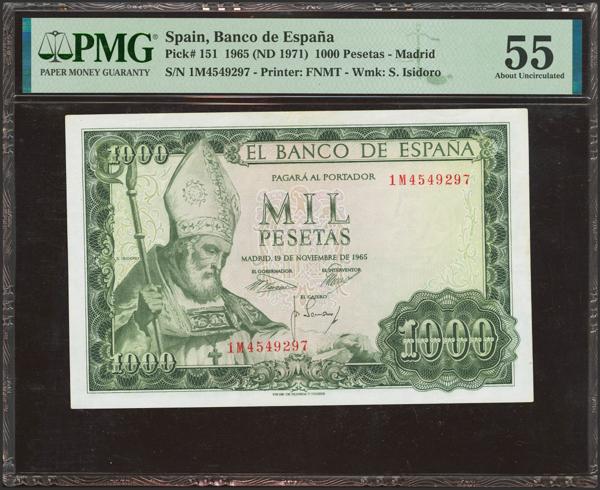 PMG
PAPER MONEY GUARANTY
Spain, Banco de España
Pick# 151 1965 (ND 1971) 1000 Pesetas - Madrid
S/N 1M4549297 - Printer: FNMT - Wmk: S. Isidoro
55
About Uncirculated
1000
EL BANCO DE ESPAÑA
PAGARÁ AL PORTADOR
1M4549297
MIL
PESETAS
MADRID, 19 DE NOVIEMBRE DE 1965
S. ISIDORO
EL GOBERNADOR
EL INTERVENTOR
EL CAJERO
1M4549297
1000
1000